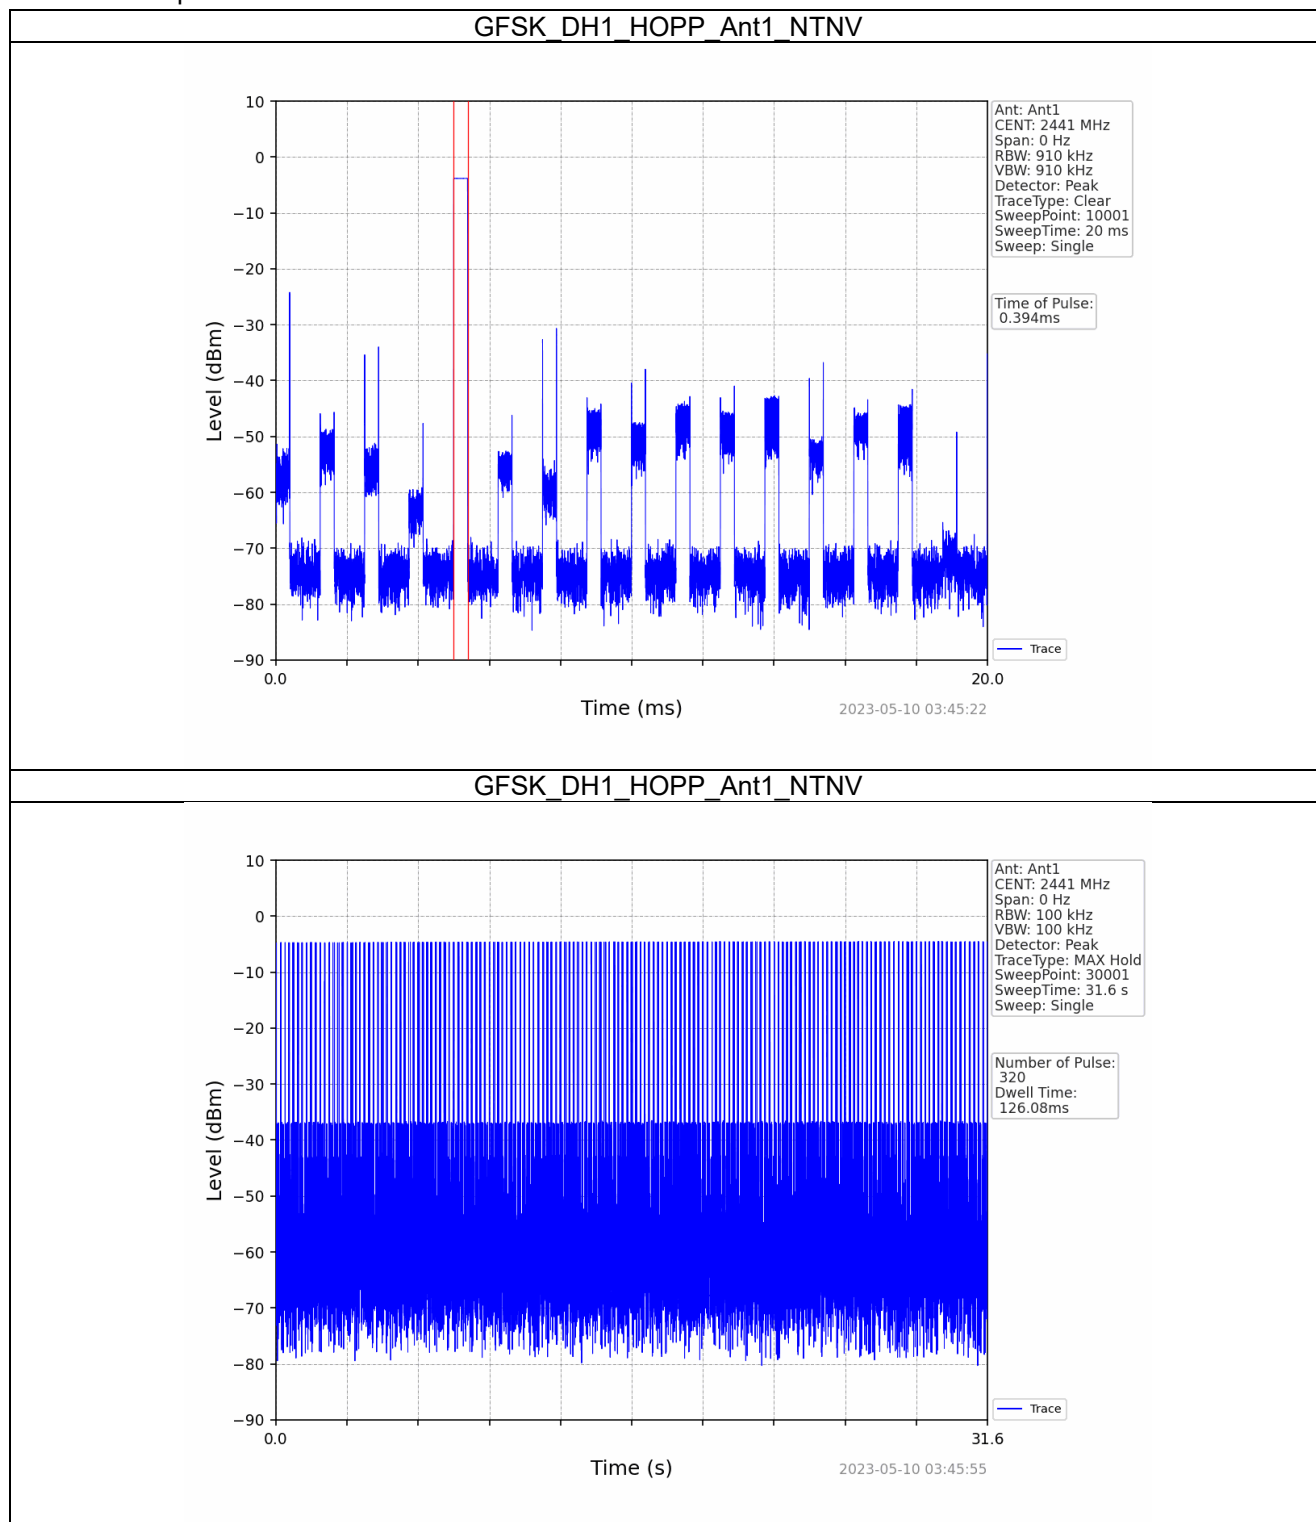 GFSK_DH1_HOPP_Ant1_NTNV
10
0
−10
−20
−30
−40
−50
−60
−70
−80
−90
Level (dBm)
0.0
20.0
Time (ms)
2023-05-10 03:45:22
Ant: Ant1
CENT: 2441 MHz
Span: 0 Hz
RBW: 910 kHz
VBW: 910 kHz
Detector: Peak
TraceType: Clear
SweepPoint: 10001
SweepTime: 20 ms
Sweep: Single
Time of Pulse:
0.394ms
Trace
GFSK_DH1_HOPP_Ant1_NTNV
10
0
−10
−20
−30
−40
−50
−60
−70
−80
−90
Level (dBm)
0.0
31.6
Time (s)
2023-05-10 03:45:55
Ant: Ant1
CENT: 2441 MHz
Span: 0 Hz
RBW: 100 kHz
VBW: 100 kHz
Detector: Peak
TraceType: MAX Hold
SweepPoint: 30001
SweepTime: 31.6 s
Sweep: Single
Number of Pulse:
320
Dwell Time:
126.08ms
Trace